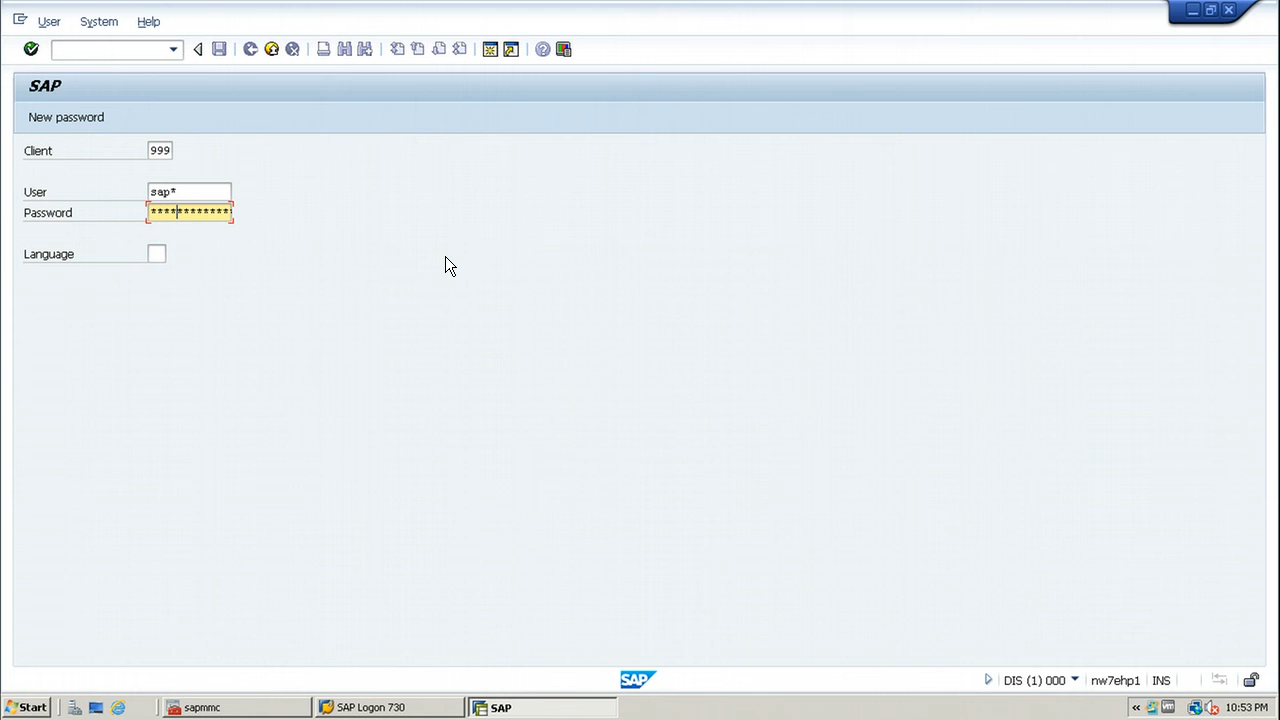 User System Help
SAP
New password
Client 999
User sap*
Password *************
Language
SAP DIS (1) 000 nw7ehp1 INS
Start sapmmc SAP Logon 730 SAP « 10:53 PM